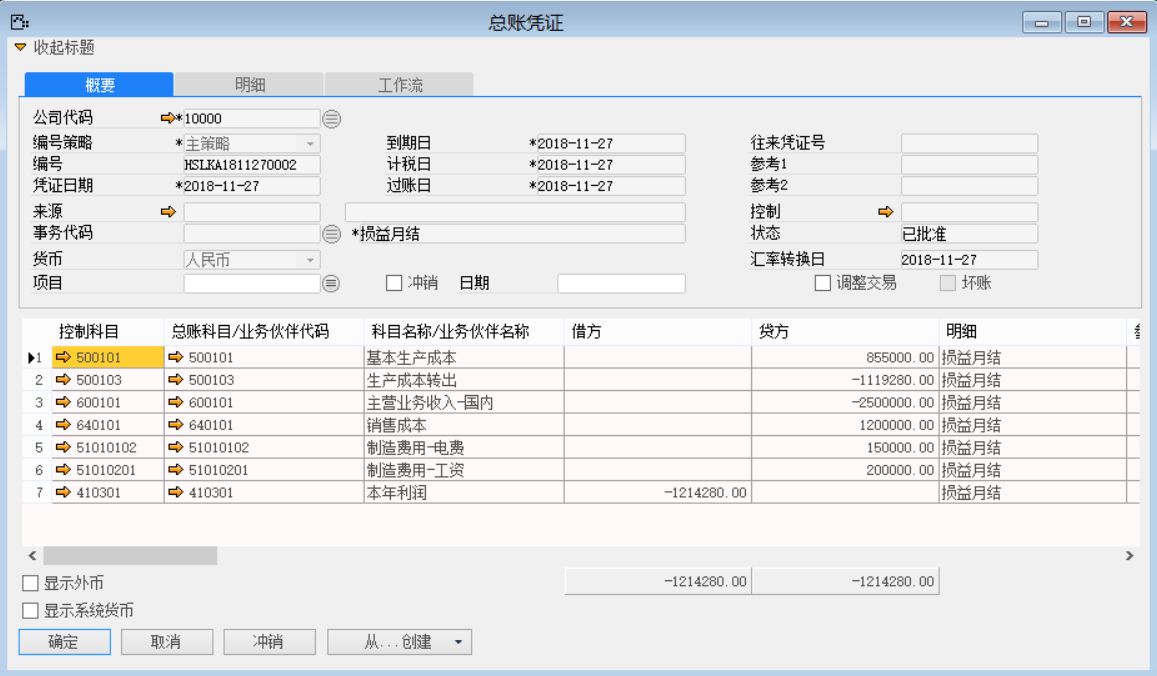 总账凭证
收起标题
概要 明细 工作流
公司代码 *10000
编号策略 *主策略 到期日 *2018-11-27 往来凭证号
编号 HSLKA1811270002 计税日 *2018-11-27 参考1
凭证日期 *2018-11-27 过账日 *2018-11-27 参考2
来源 控制
事务代码 *损益月结 状态 已批准
货币 人民币 汇率转换日 2018-11-27
项目 冲销 日期 调整交易 坏账
控制科目 总账科目/业务伙伴代码 科目名称/业务伙伴名称 借方 贷方 明细
1 500101 500101 基本生产成本 855000.00 损益月结
2 500103 500103 生产成本转出 -1119280.00 损益月结
3 600101 600101 主营业务收入-国内 -2500000.00 损益月结
4 640101 640101 销售成本 1200000.00 损益月结
5 51010102 51010102 制造费用-电费 150000.00 损益月结
6 51010201 51010201 制造费用-工资 200000.00 损益月结
7 410301 410301 本年利润 -1214280.00 损益月结
显示外币 -1214280.00 -1214280.00
显示系统货币
确定 取消 冲销 从...创建